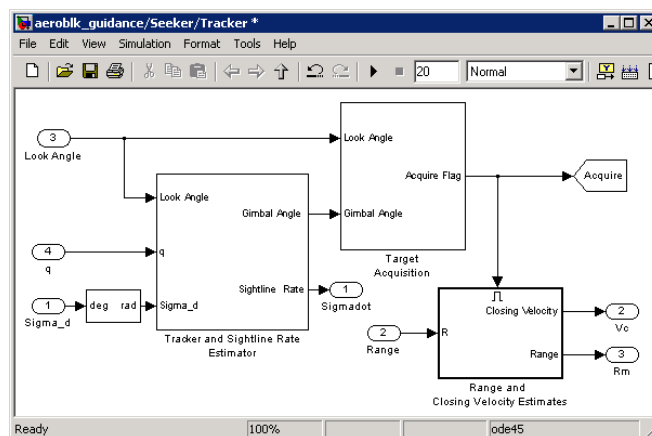 aeroblk_guidance/Seeker/Tracker *
File Edit View Simulation Format Tools Help
20 Normal
3
Look Angle
Look Angle
Acquire Flag
Gimbal Angle
Target
Acquisition
Acquire
Look Angle
Gimbal Angle
q
Sightline Rate
Sigma_d
Tracker and Sightline Rate
Estimator
4
q
1
Sigma_d
deg rad
1
Sigmadot
2
Range
Closing Velocity
R
Range
Range and
Closing Velocity Estimates
2
Vc
3
Rm
Ready 100% ode45